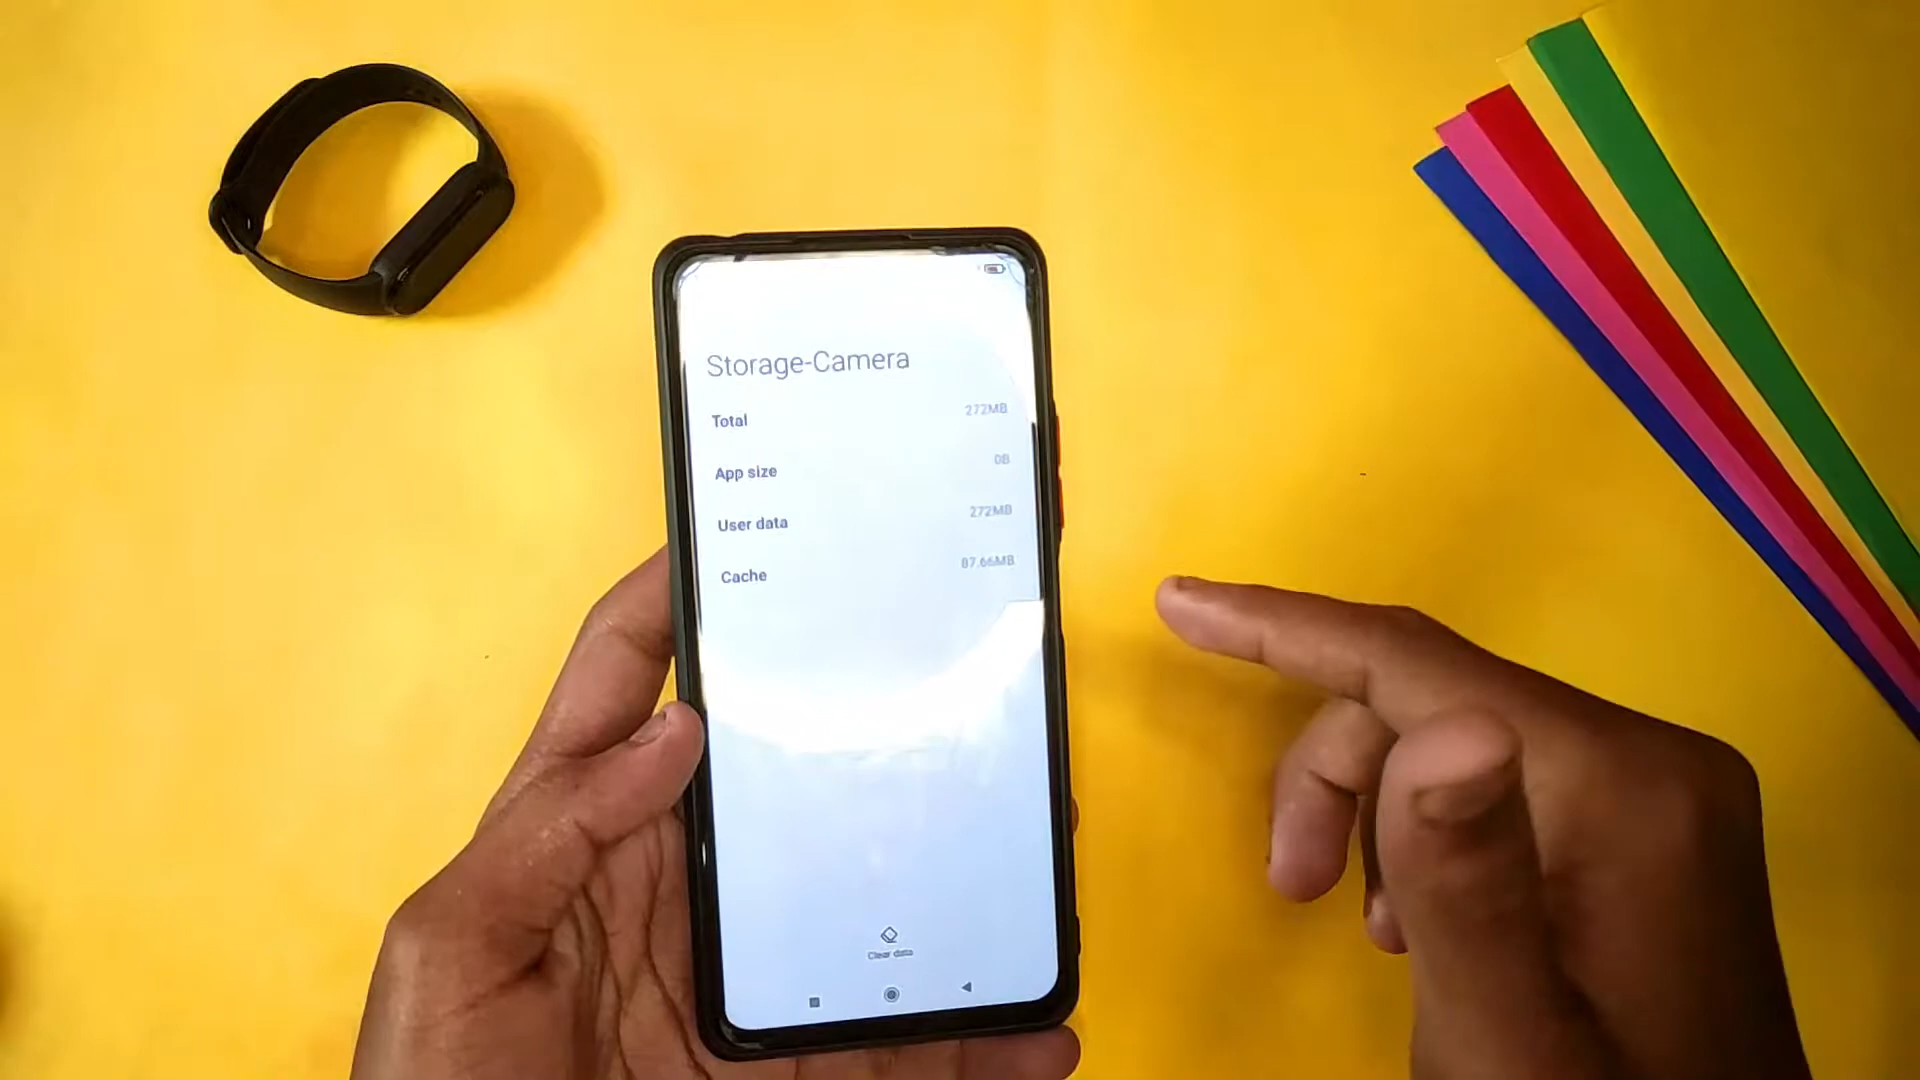 Storage-Camera
Total 272MB
App size 0B
User data 272MB
Cache 87.66MB
Clear data